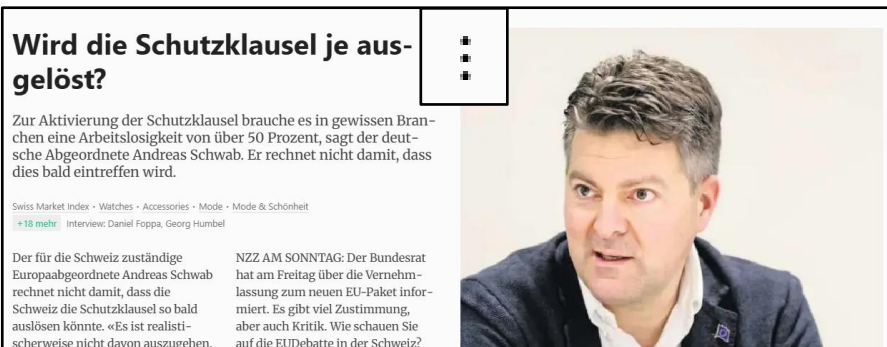 Wird die Schutzklausel je aus-
gelöst?
Zur Aktivierung der Schutzklausel brauche es in gewissen Bran-
chen eine Arbeitslosigkeit von über 50 Prozent, sagt der deut-
sche Abgeordnete Andreas Schwab. Er rechnet nicht damit, dass
dies bald eintreffen wird.
Swiss Market Index • Watches • Accessories • Mode • Mode & Schönheit
+18 mehr Interview: Daniel Foppa, Georg Humbel
Der für die Schweiz zuständige
Europaabgeordnete Andreas Schwab
rechnet nicht damit, dass die
Schweiz die Schutzklausel so bald
auslösen könnte. «Es ist realisti-
scherweise nicht davon auszugehen,
NZZ AM SONNTAG: Der Bundesrat
hat am Freitag über die Vernehm-
lassung zum neuen EU-Paket infor-
miert. Es gibt viel Zustimmung,
aber auch Kritik. Wie schauen Sie
auf die EUDebatte in der Schweiz?